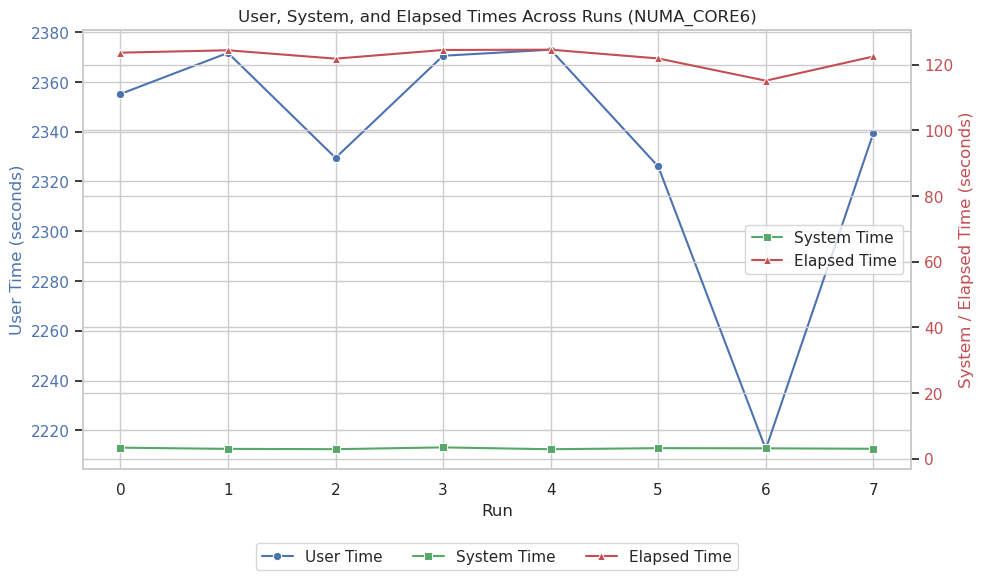 User, System, and Elapsed Times Across Runs (NUMA_CORE6)
User Time (seconds)
2380
2360
2340
2320
2300
2280
2260
2240
2220
120
100
80
60
40
20
0
System / Elapsed Time (seconds)
System Time
Elapsed Time
0 1 2 3 4 5 6 7
Run
User Time System Time Elapsed Time